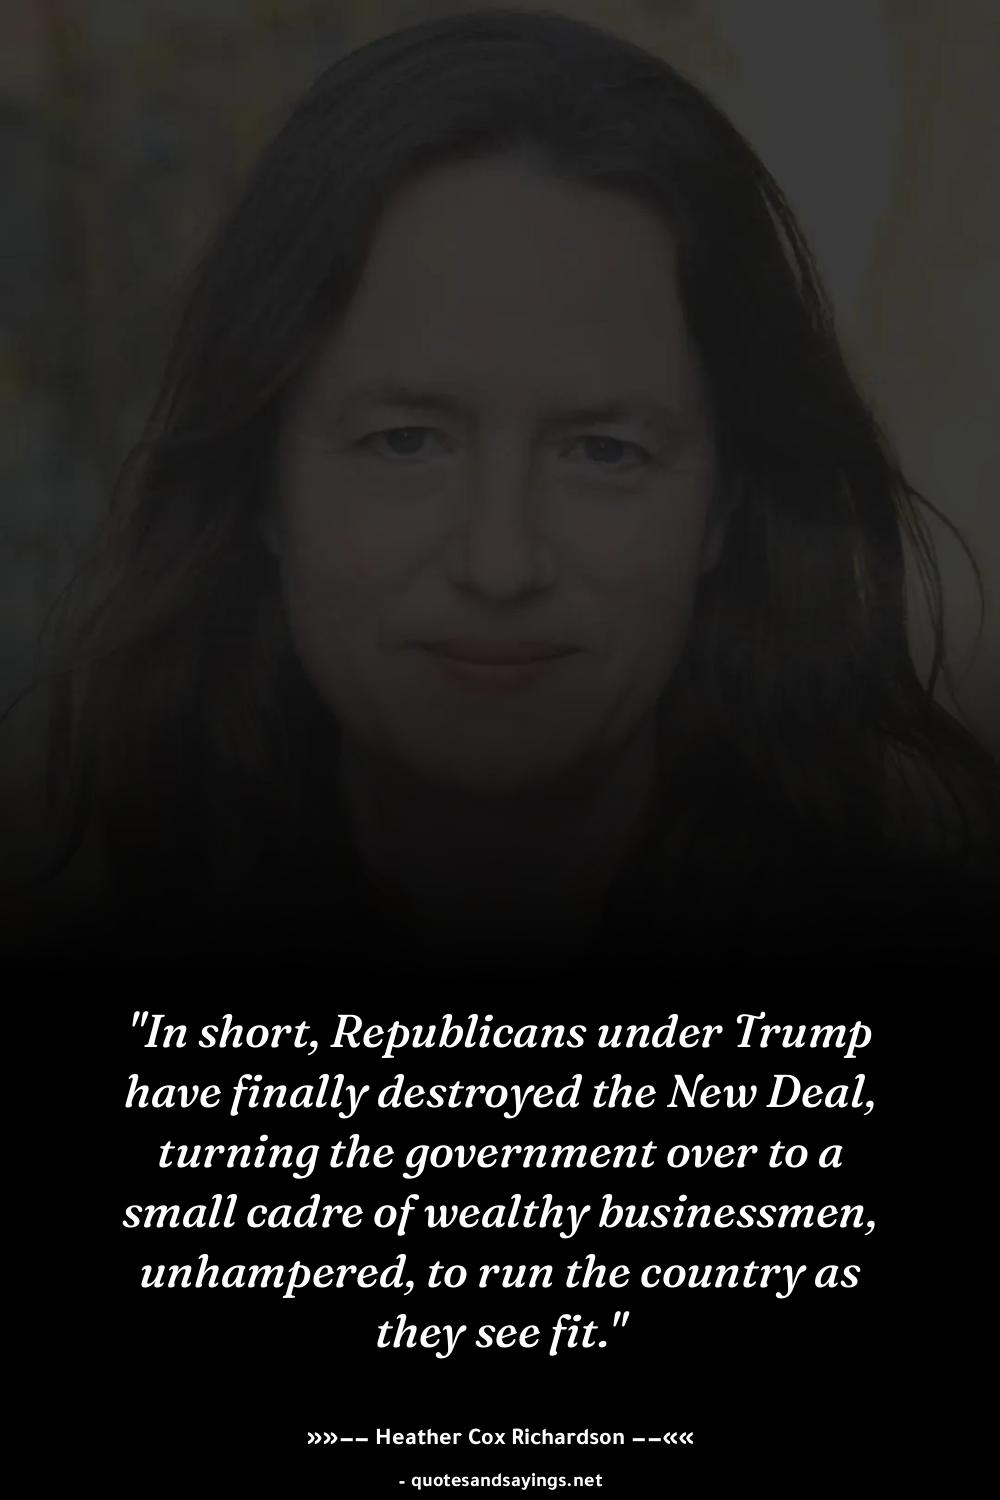 "In short, Republicans under Trump
have finally destroyed the New Deal,
turning the government over to a
small cadre of wealthy businessmen,
unhampered, to run the country as
they see fit."
»»–– Heather Cox Richardson ––««
- quotesandsayings.net